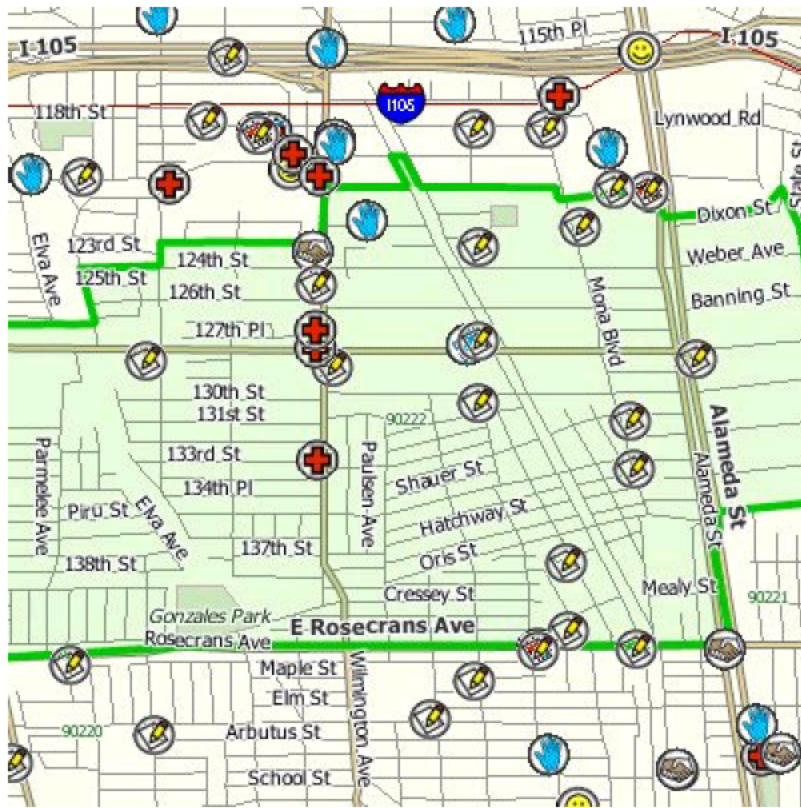 115th Pl
I 105
I 105
I105
118th St
Lynwood Rd
State St
Dixon St
123rd St
124th St
Weber Ave
Elva Ave
125th St
126th St
Banning St
Mona Blvd
127th Pl
130th St
131st St
90222
Alameda St
Parmelee Ave
133rd St
Paulsen Ave
Shauer St
Alameda St
134th Pl
Piru St
Elva Ave
Hatchway St
137th St
Oris St
138th St
Mealy St
Cressey St
90221
Gonzales Park
E Rosecrans Ave
Rosecrans Ave
Maple St
Wilmington Ave
Elm St
90220
Arbutus St
School St